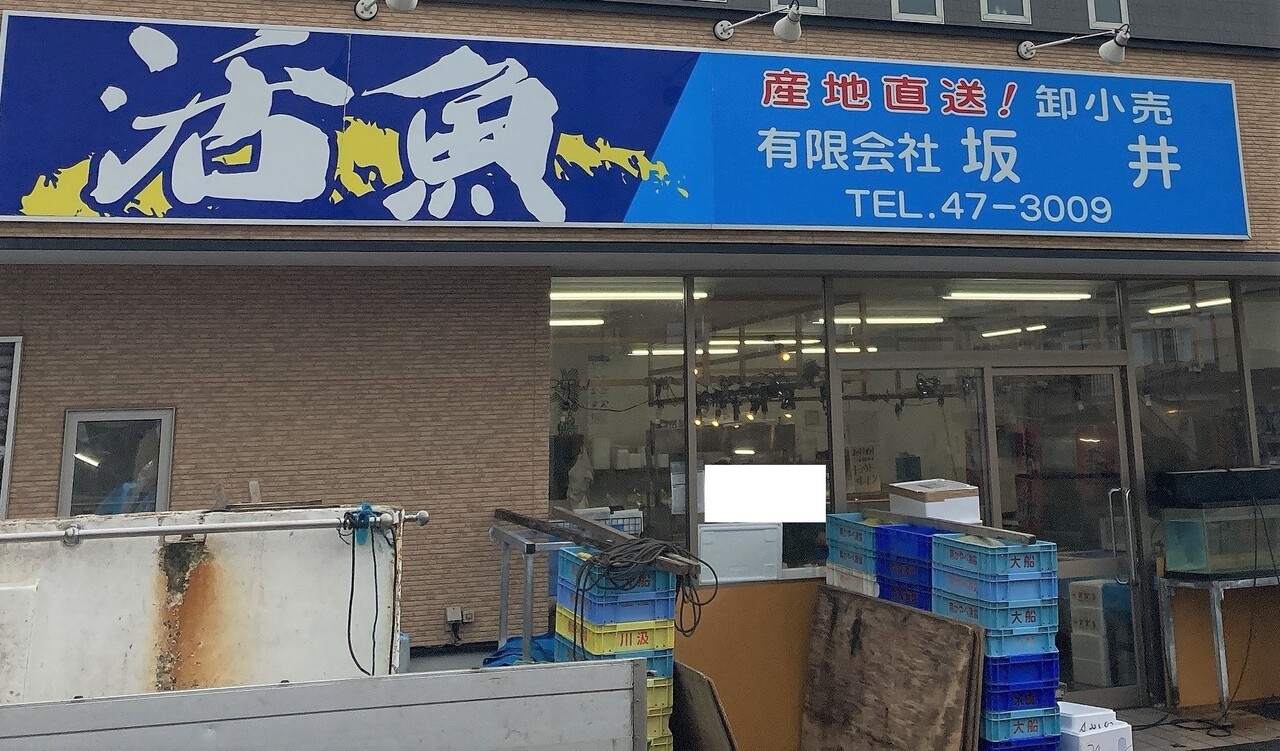 活魚
産地直送! 卸小売
有限会社 坂井
TEL.47-3009
大船
川汲
大船
大船